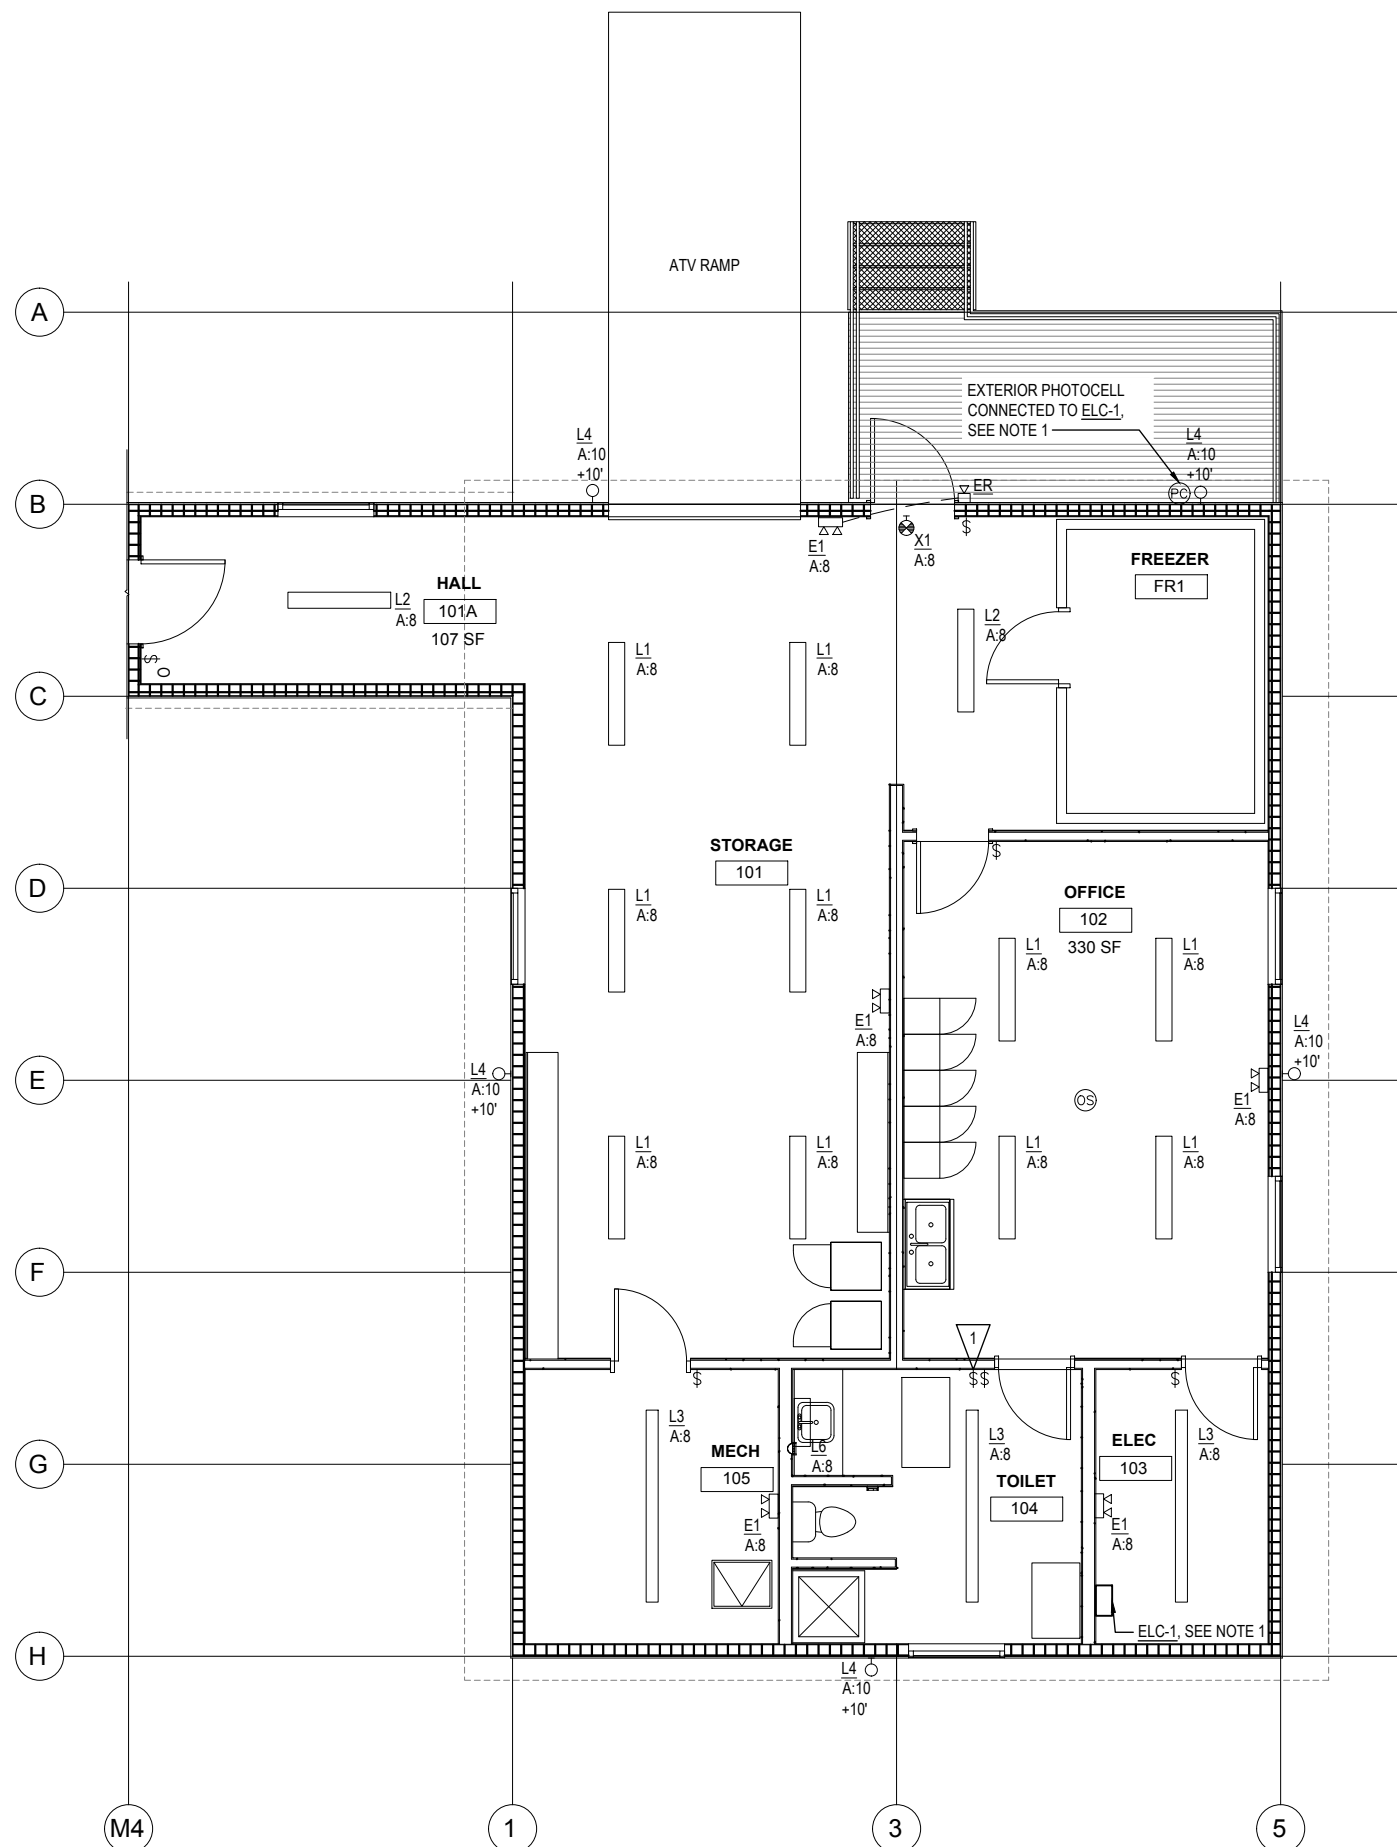 ATV RAMP
A
EXTERIOR PHOTOCELL
CONNECTED TO ELC-1,
SEE NOTE 1
L4
A:10
+10'
L4
A:10
+10'
PC
ER
B
E1
A:8
X1
A:8
$
FREEZER
FR1
HALL
101A
107 SF
L2
A:8
L2
A:8
L1
A:8
L1
A:8
$
O
C
STORAGE
101
$
D
OFFICE
102
330 SF
L1
A:8
L1
A:8
L1
A:8
L1
A:8
E1
A:8
L4
A:10
+10'
E
L4
A:10
+10'
OS
E1
A:8
L1
A:8
L1
A:8
L1
A:8
L1
A:8
F
1
$
$$
$
L3
A:8
MECH
105
L6
A:8
L3
A:8
TOILET
104
ELEC
103
L3
A:8
G
E1
A:8
E1
A:8
ELC-1, SEE NOTE 1
H
L4
A:10
+10'
M4
1
3
5